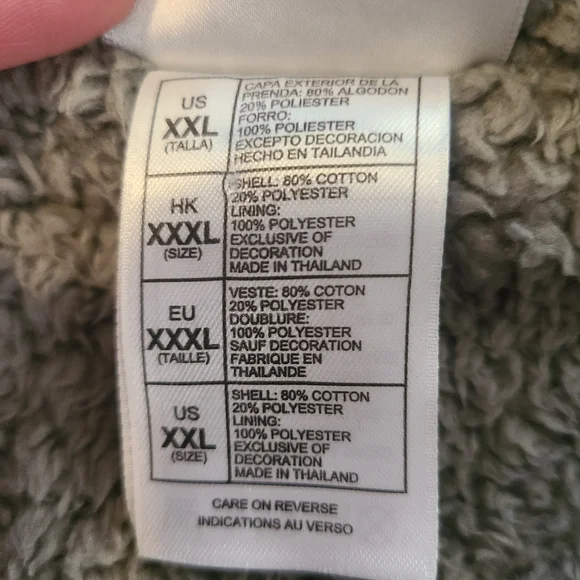 US
XXL
(TALLA)
CAPA EXTERIOR DE LA
PRENDA: 80% ALGODON
20% POLIESTER
FORRO:
100% POLIESTER
EXCEPTO DECORACION
HECHO EN TAILANDIA
HK
XXXL
(SIZE)
SHELL: 80% COTTON
20% POLYESTER
LINING:
100% POLYESTER
EXCLUSIVE OF
DECORATION
MADE IN THAILAND
EU
XXXL
(TAILLE)
VESTE: 80% COTON
20% POLYESTER
DOUBLURE:
100% POLYESTER
SAUF DECORATION
FABRIQUE EN
THAILANDE
US
XXL
(SIZE)
SHELL: 80% COTTON
20% POLYESTER
LINING:
100% POLYESTER
EXCLUSIVE OF
DECORATION
MADE IN THAILAND
CARE ON REVERSE
INDICATIONS AU VERSO